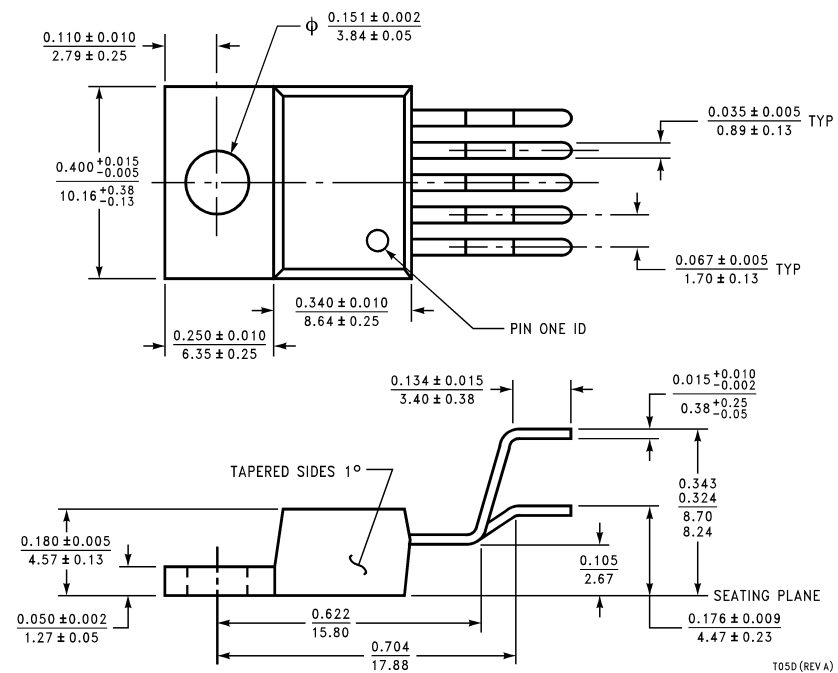 0.110 ± 0.010
2.79 ± 0.25
ϕ 0.151 ± 0.002
3.84 ± 0.05
0.035 ± 0.005 TYP
0.89 ± 0.13
0.400 +0.015 -0.005
10.16 +0.38 -0.13
0.067 ± 0.005 TYP
1.70 ± 0.13
0.340 ± 0.010
8.64 ± 0.25
PIN ONE ID
0.250 ± 0.010
6.35 ± 0.25
0.134 ± 0.015
3.40 ± 0.38
0.015 +0.010 -0.002
0.38 +0.25 -0.05
TAPERED SIDES 1°
0.343
0.324
8.70
8.24
0.180 ± 0.005
4.57 ± 0.13
0.105
2.67
SEATING PLANE
0.050 ± 0.002
1.27 ± 0.05
0.622
15.80
0.176 ± 0.009
4.47 ± 0.23
0.704
17.88
T05D (REV A)